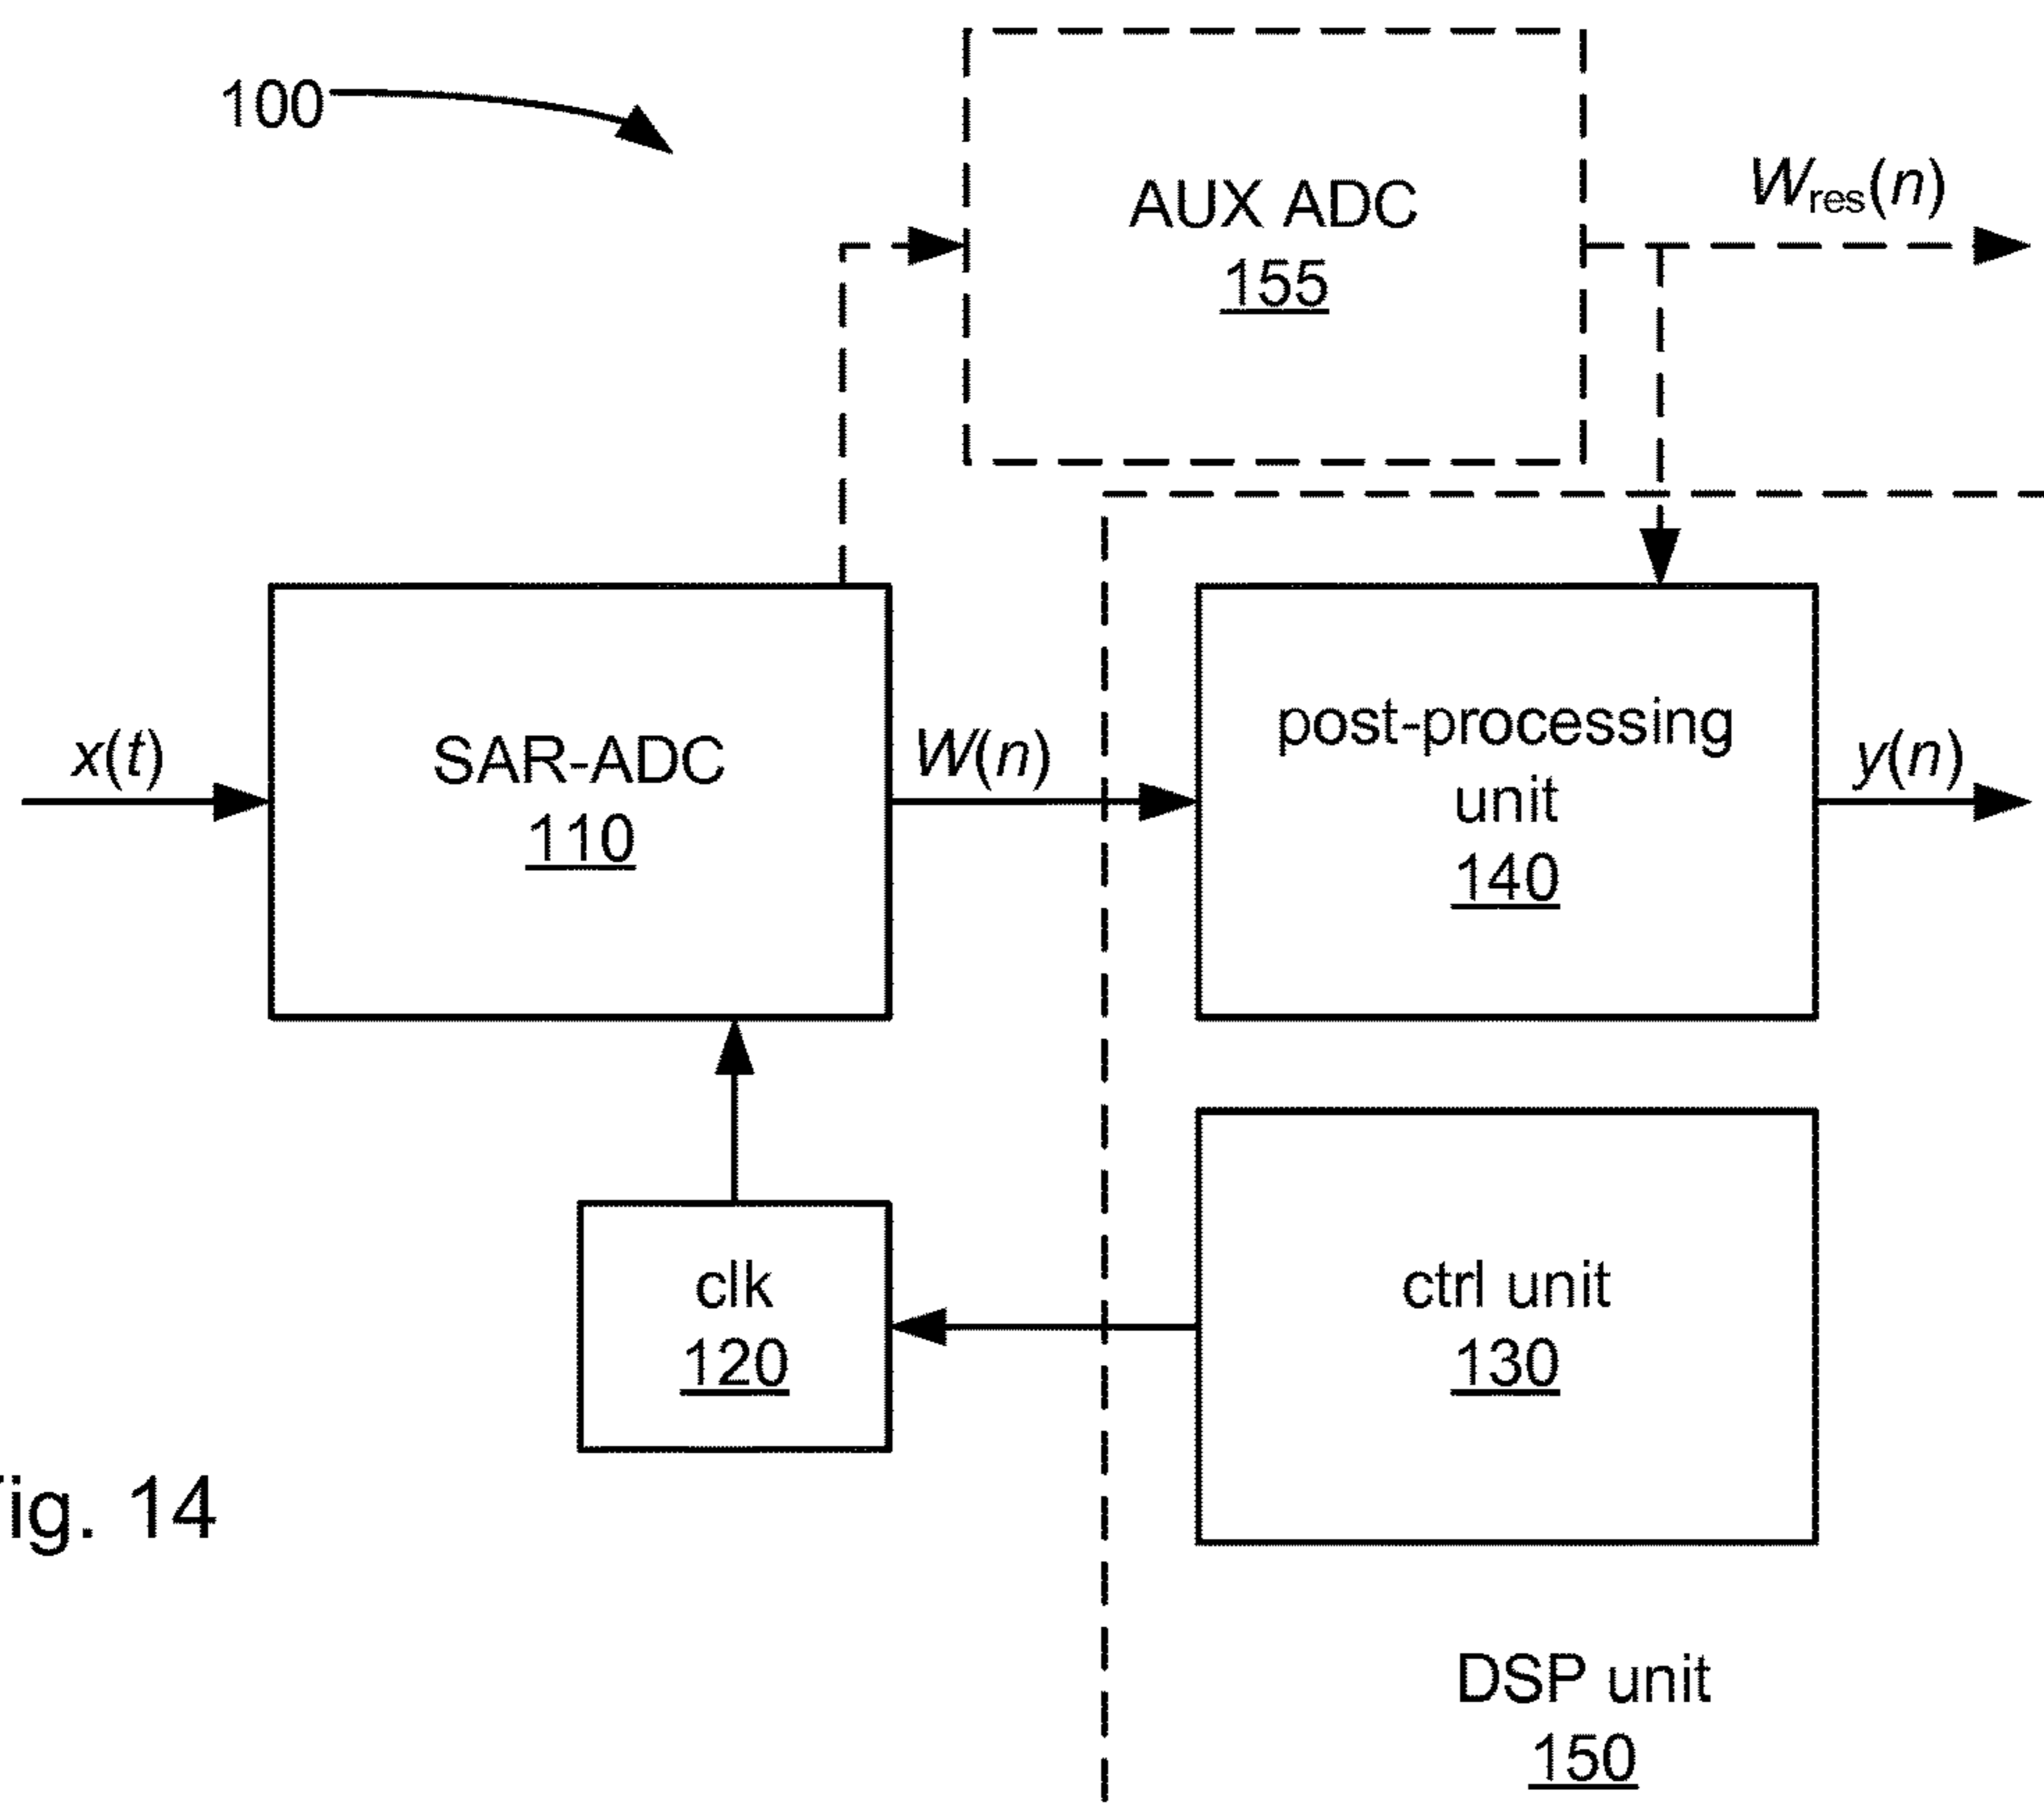 100
AUX ADC
155
Wres(n)
x(t)
SAR-ADC
110
W(n)
post-processing
unit
140
y(n)
clk
120
ctrl unit
130
ig. 14
DSP unit
150